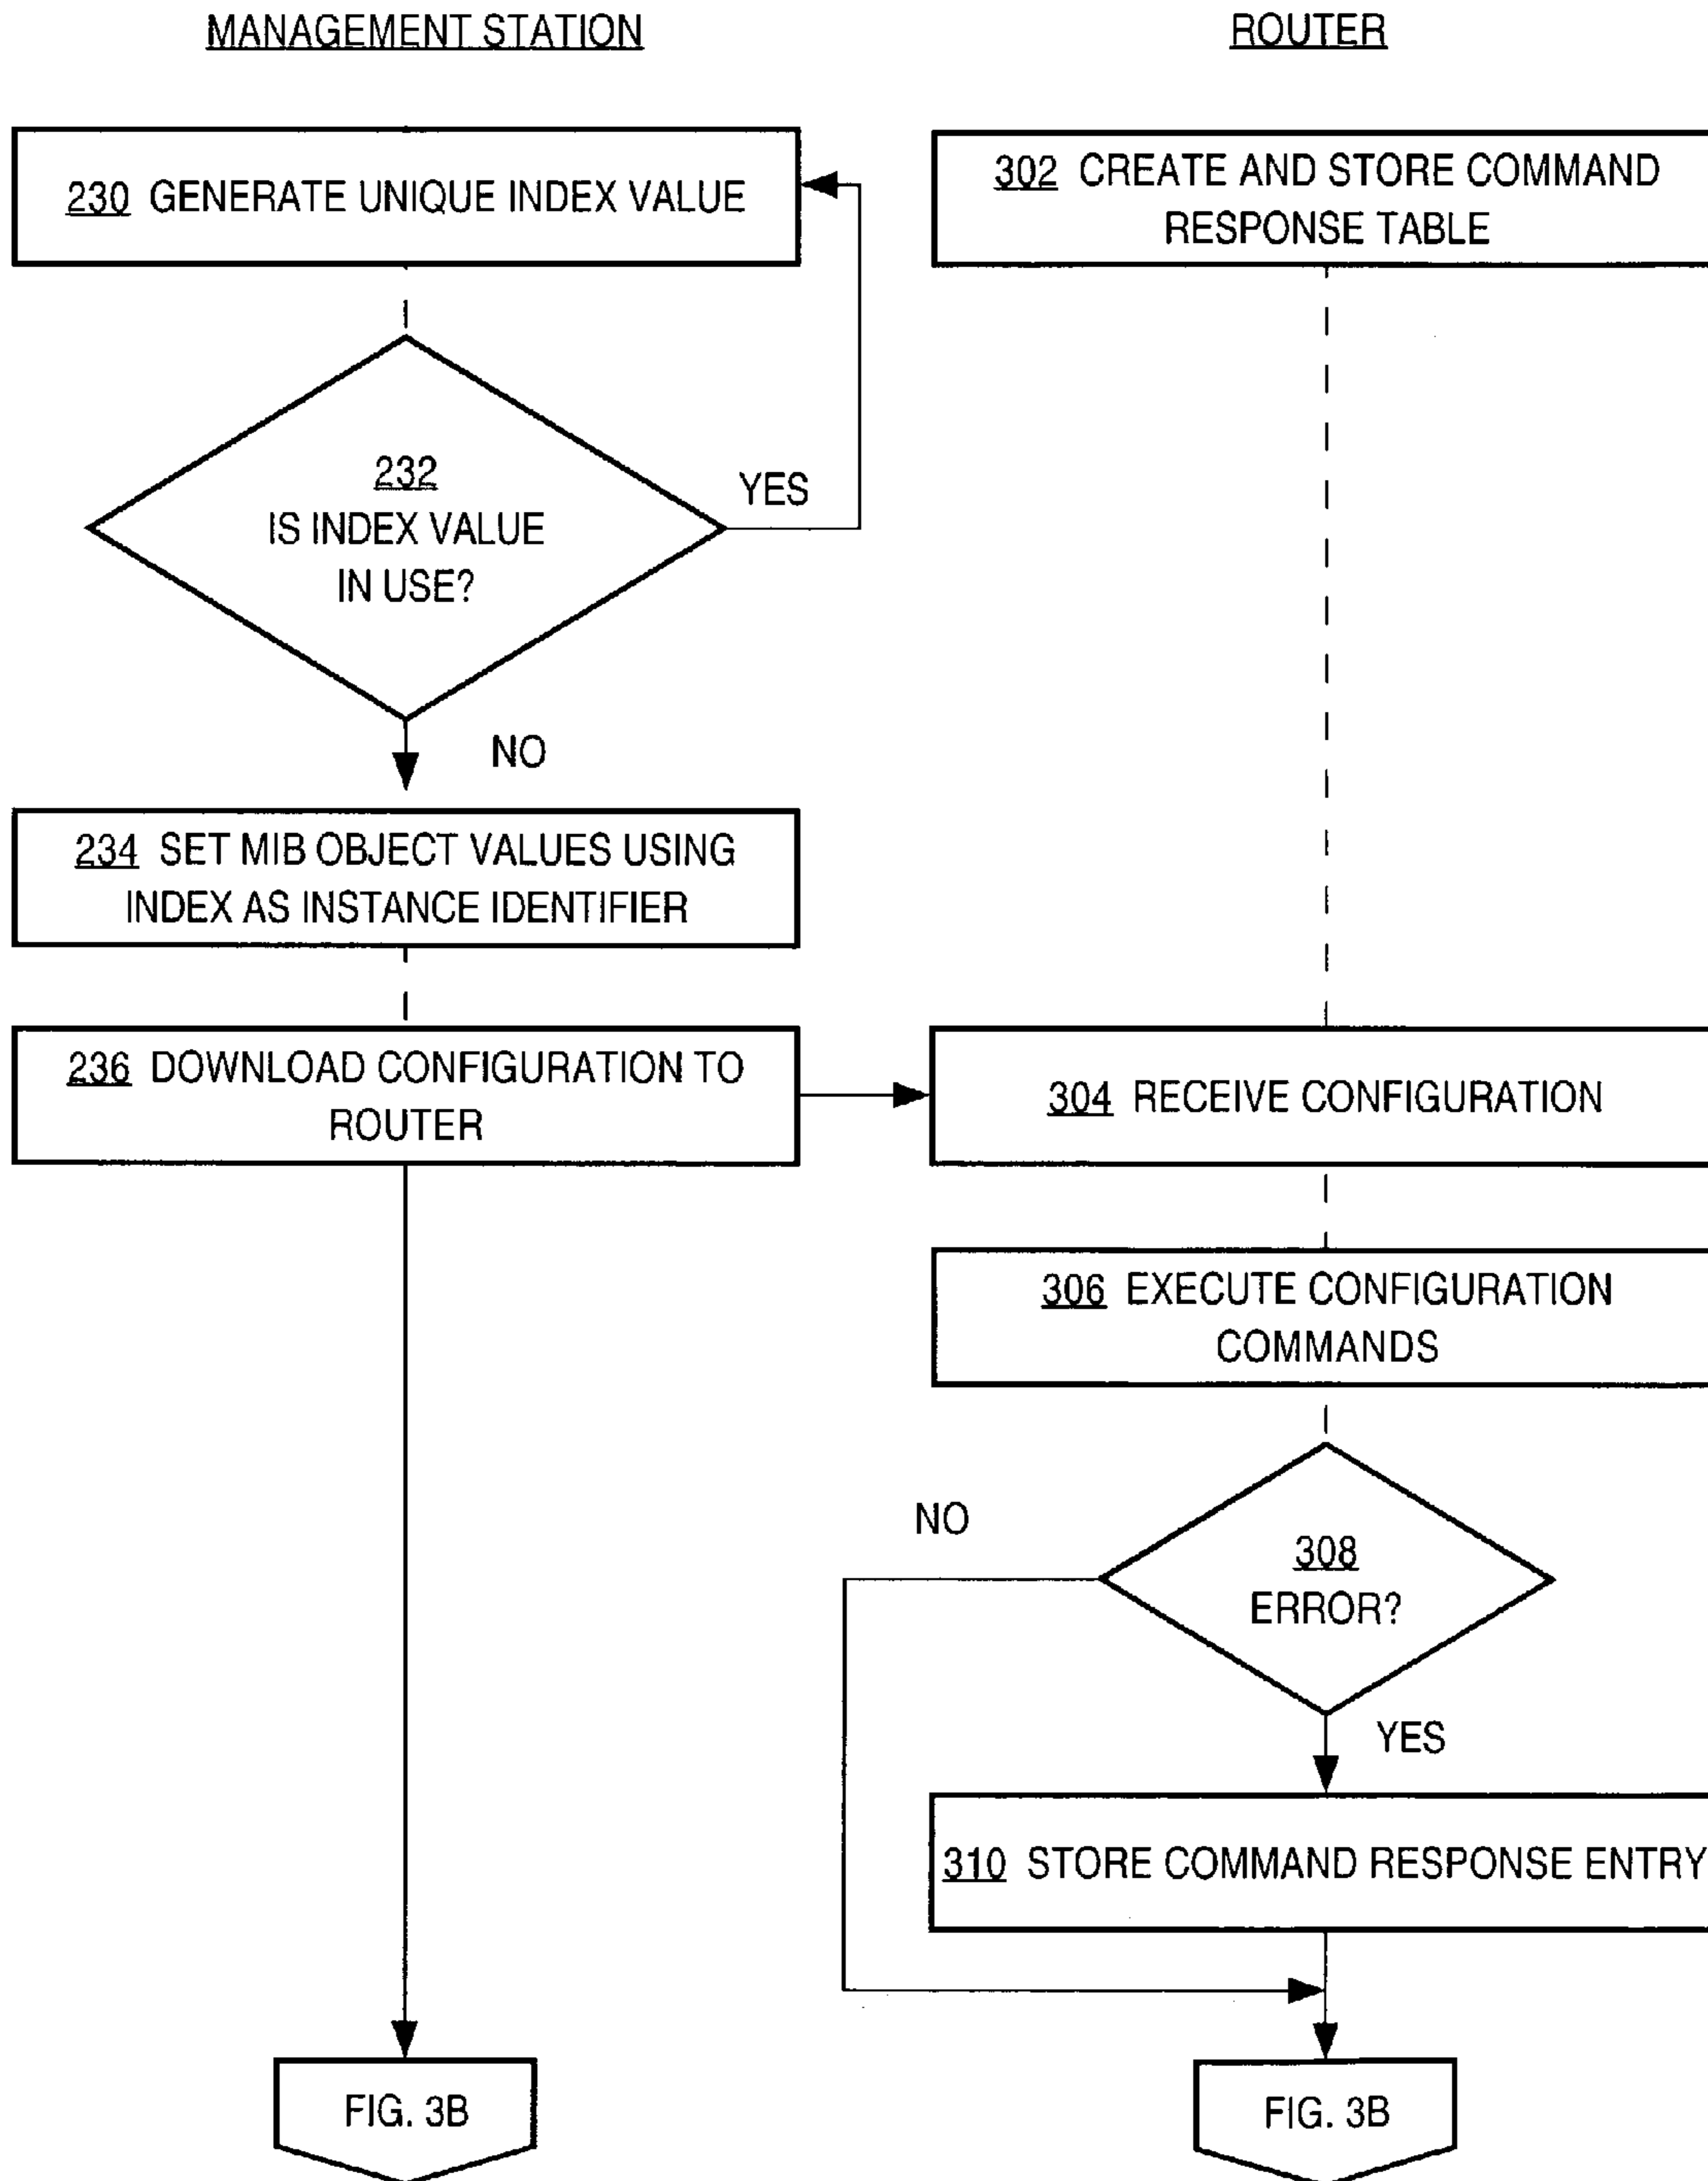 MANAGEMENT STATION
ROUTER
230 GENERATE UNIQUE INDEX VALUE
302 CREATE AND STORE COMMAND
RESPONSE TABLE
232
IS INDEX VALUE
IN USE?
YES
NO
234 SET MIB OBJECT VALUES USING
INDEX AS INSTANCE IDENTIFIER
236 DOWNLOAD CONFIGURATION TO
ROUTER
304 RECEIVE CONFIGURATION
306 EXECUTE CONFIGURATION
COMMANDS
NO
308
ERROR?
YES
310 STORE COMMAND RESPONSE ENTRY
FIG. 3B
FIG. 3B